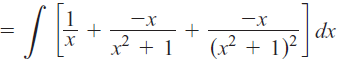 = ∫ [ 1/x + -x/(x² + 1) + -x/(x² + 1)² ] dx